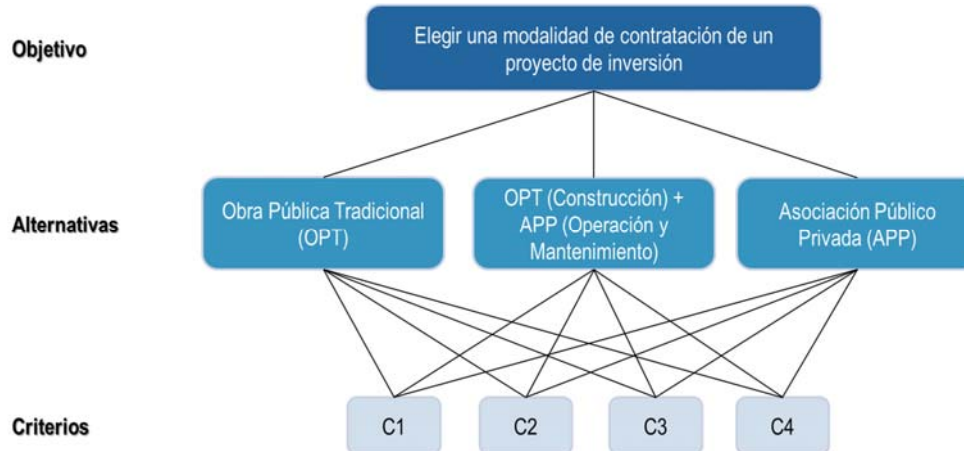 Objetivo
Elegir una modalidad de contratación de un
proyecto de inversión
Alternativas
Obra Pública Tradicional
(OPT)
OPT (Construcción) +
APP (Operación y
Mantenimiento)
Asociación Público
Privada (APP)
Criterios
C1
C2
C3
C4